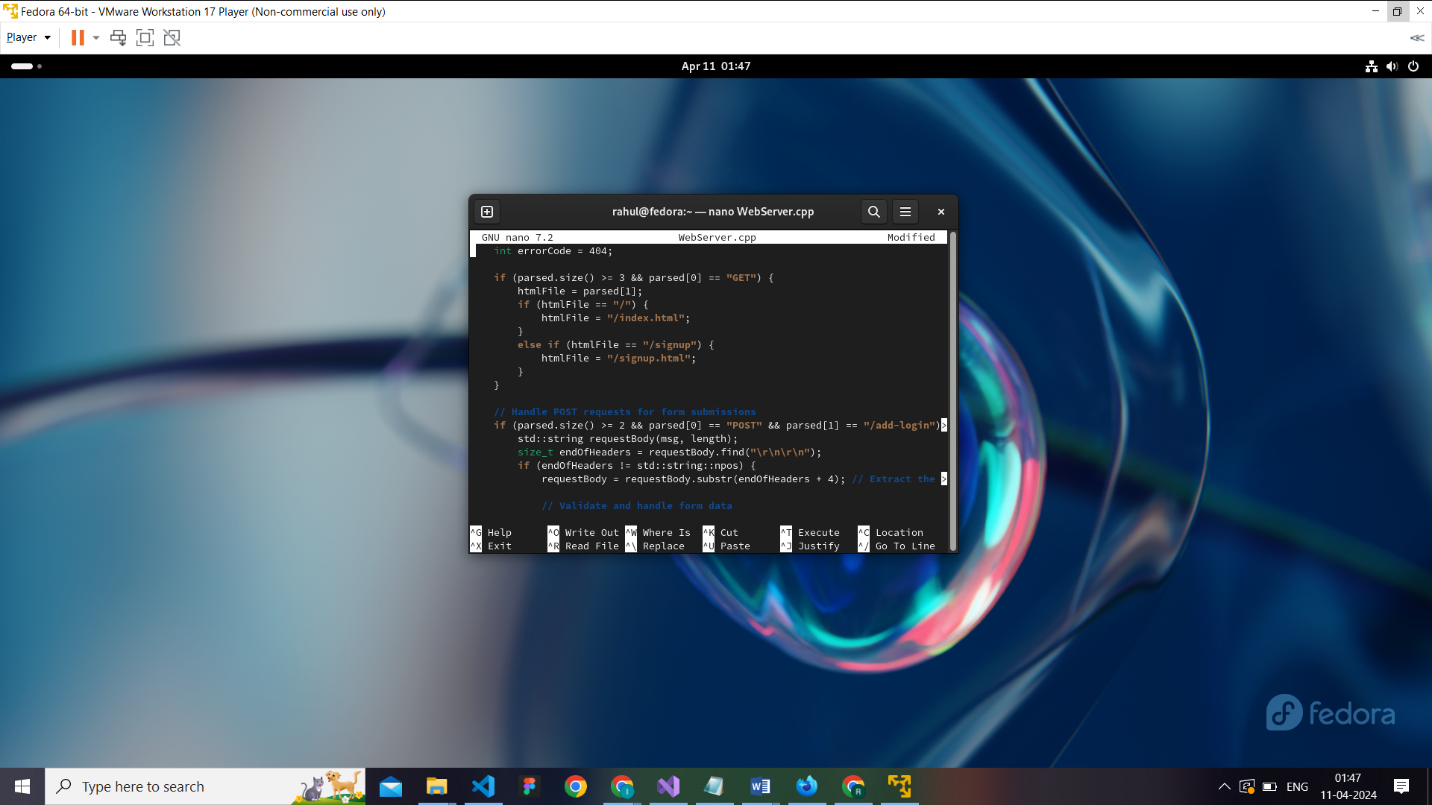 Fedora 64-bit - VMware Workstation 17 Player (Non-commercial use only)
Player
Apr 11 01:47
rahul@fedora:~ — nano WebServer.cpp
GNU nano 7.2 WebServer.cpp Modified
int errorCode = 404;
if (parsed.size() >= 3 && parsed[0] == "GET") {
htmlFile = parsed[1];
if (htmlFile == "/") {
htmlFile = "/index.html";
}
else if (htmlFile == "/signup") {
htmlFile = "/signup.html";
}
}
// Handle POST requests for form submissions
if (parsed.size() >= 2 && parsed[0] == "POST" && parsed[1] == "/add-login")>
std::string requestBody(msg, length);
size_t endOfHeaders = requestBody.find("\r\n\r\n");
if (endOfHeaders != std::string::npos) {
requestBody = requestBody.substr(endOfHeaders + 4); // Extract the >
// Validate and handle form data
^G Help ^O Write Out ^W Where Is ^K Cut ^T Execute ^C Location
^X Exit ^R Read File ^\ Replace ^U Paste ^J Justify ^/ Go To Line
fedora
Type here to search
ENG
01:47
11-04-2024